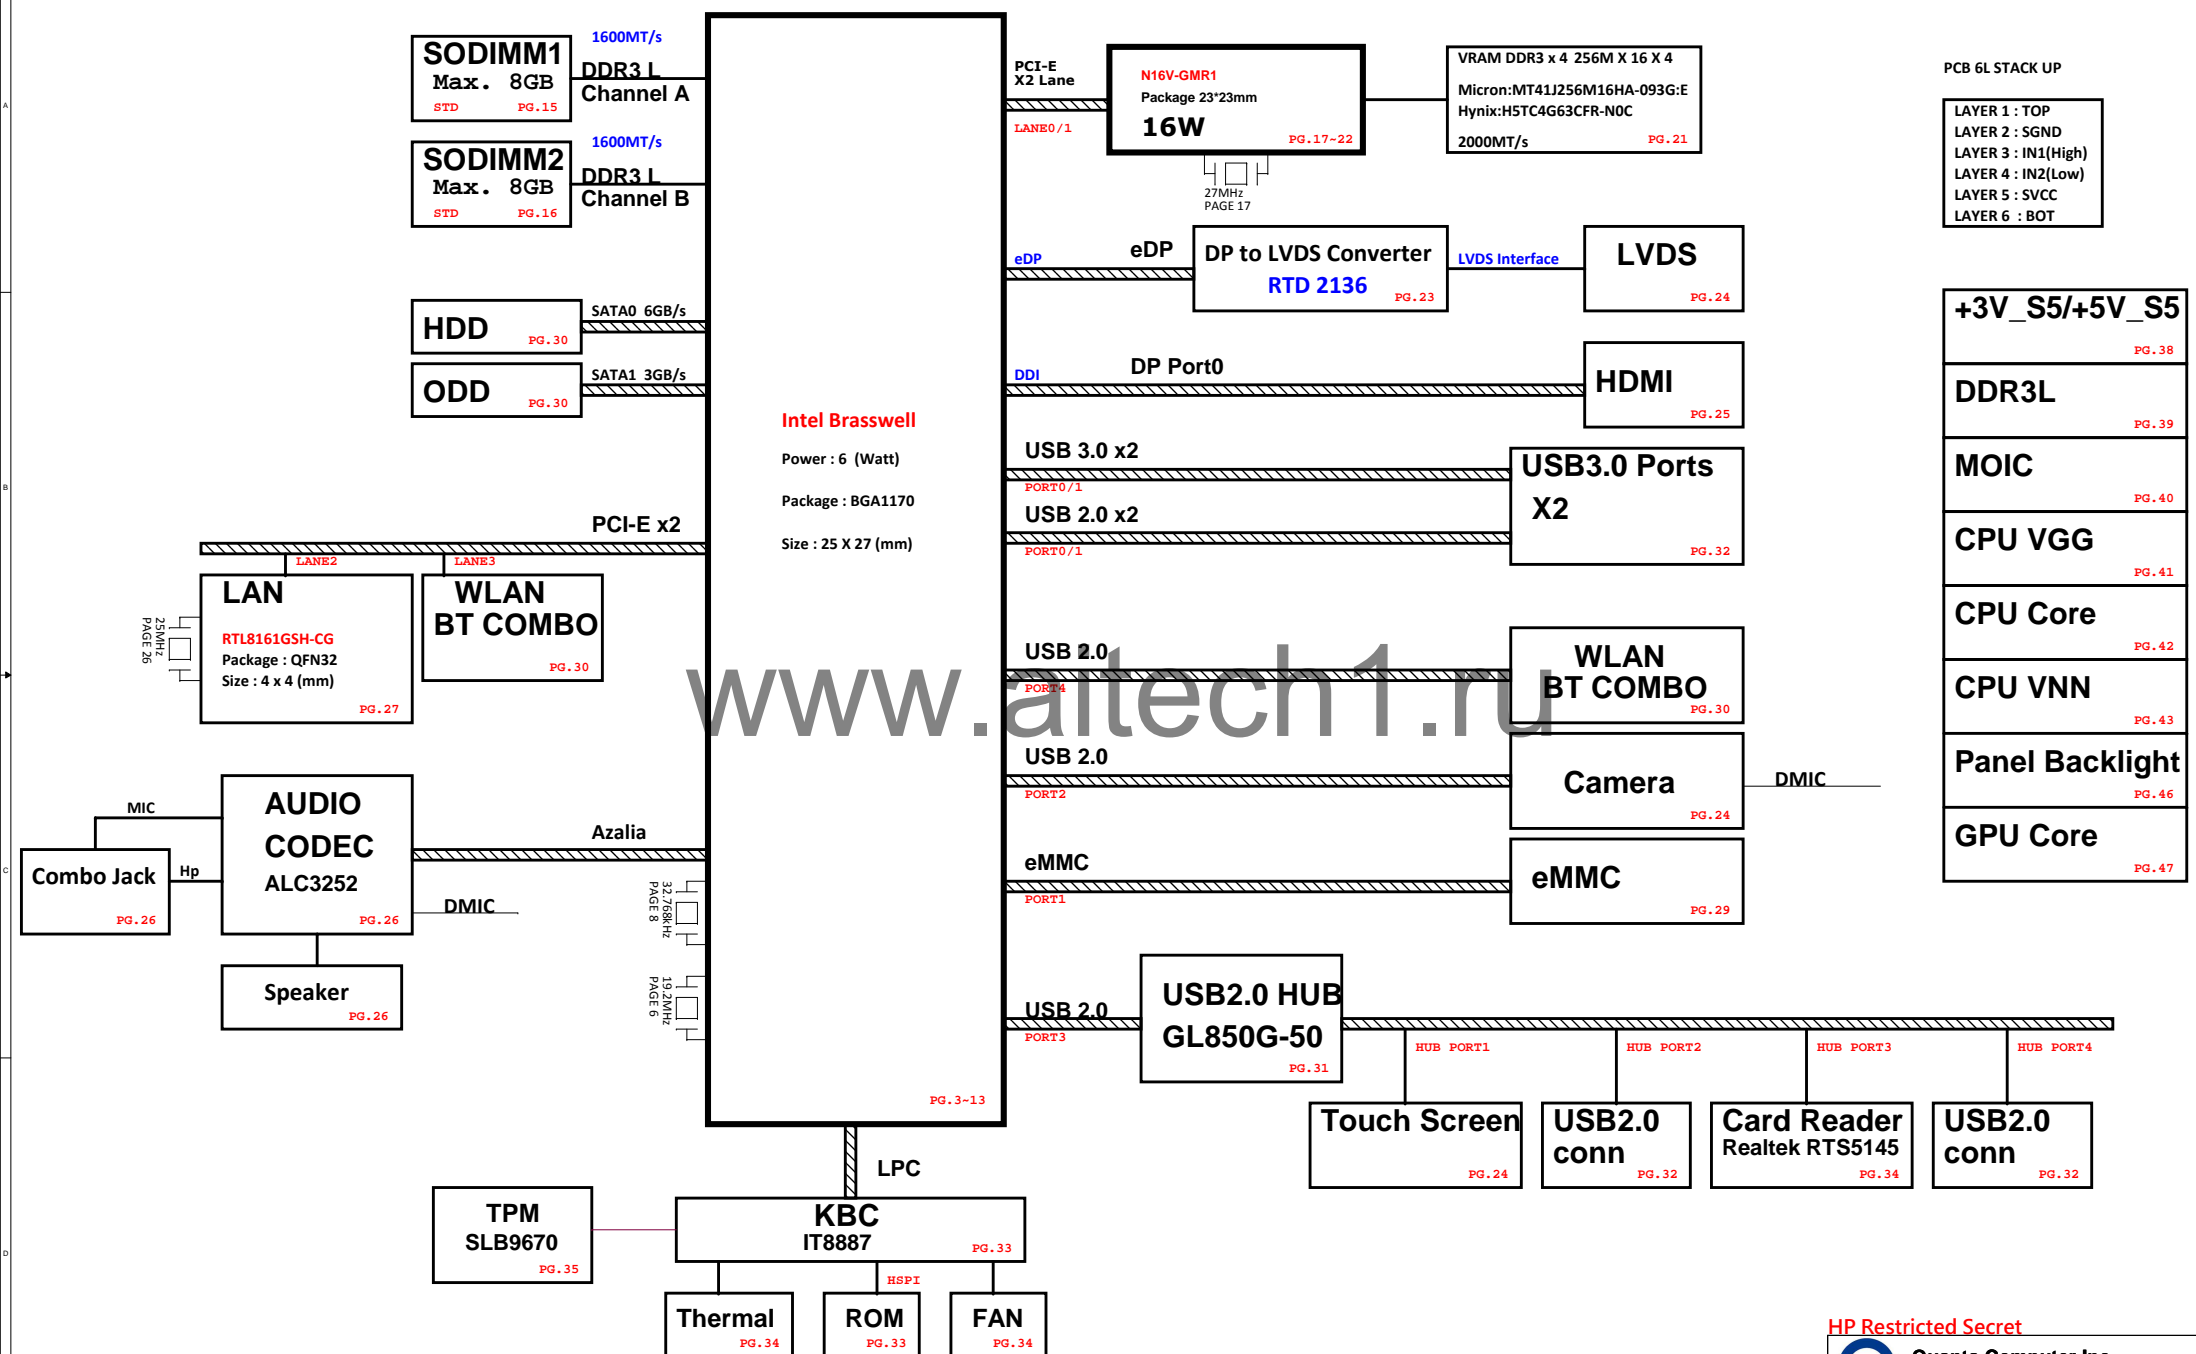 SODIMM1
Max. 8GB
STD PG.15
1600MT/s
DDR3 L
Channel A
SODIMM2
Max. 8GB
STD PG.16
1600MT/s
DDR3 L
Channel B
HDD
PG.30
SATA0 6GB/s
ODD
PG.30
SATA1 3GB/s
PCI-E x2
LANE2
LANE3
LAN
RTL8161GSH-CG
Package : QFN32
Size : 4 x 4 (mm)
PG.27
25MHz
PAGE 26
WLAN
BT COMBO
PG.30
AUDIO
CODEC
ALC3252
PG.26
MIC
Hp
Combo Jack
PG.26
DMIC
Speaker
PG.26
Azalia
32.768kHz
PAGE 8
19.2MHz
PAGE 6
Intel Brasswell
Power : 6 (Watt)
Package : BGA1170
Size : 25 X 27 (mm)
PG.3~13
PCI-E
X2 Lane
LANE0/1
N16V-GMR1
Package 23*23mm
16W
PG.17~22
27MHz
PAGE 17
VRAM DDR3 x 4 256M X 16 X 4
Micron:MT41J256M16HA-093G:E
Hynix:H5TC4G63CFR-N0C
2000MT/s
PG.21
eDP
eDP
DP to LVDS Converter
RTD 2136
PG.23
LVDS Interface
LVDS
PG.24
DDI
DP Port0
HDMI
PG.25
USB 3.0 x2
PORT0/1
USB 2.0 x2
PORT0/1
USB3.0 Ports
X2
PG.32
USB 2.0
PORT4
WLAN
BT COMBO
PG.30
www.aitech1.ru
USB 2.0
PORT2
Camera
PG.24
DMIC
eMMC
PORT1
eMMC
PG.29
USB 2.0
PORT3
USB2.0 HUB
GL850G-50
PG.31
HUB PORT1
HUB PORT2
HUB PORT3
HUB PORT4
Touch Screen
PG.24
USB2.0
conn
PG.32
Card Reader
Realtek RTS5145
PG.34
USB2.0
conn
PG.32
LPC
TPM
SLB9670
PG.35
KBC
IT8887
PG.33
HSPI
Thermal
PG.34
ROM
PG.33
FAN
PG.34
PCB 6L STACK UP
LAYER 1 : TOP
LAYER 2 : SGND
LAYER 3 : IN1(High)
LAYER 4 : IN2(Low)
LAYER 5 : SVCC
LAYER 6 : BOT
+3V_S5/+5V_S5
PG.38
DDR3L
PG.39
MOIC
PG.40
CPU VGG
PG.41
CPU Core
PG.42
CPU VNN
PG.43
Panel Backlight
PG.46
GPU Core
PG.47
A
B
C
D
HP Restricted Secret
Quanta Computer Inc